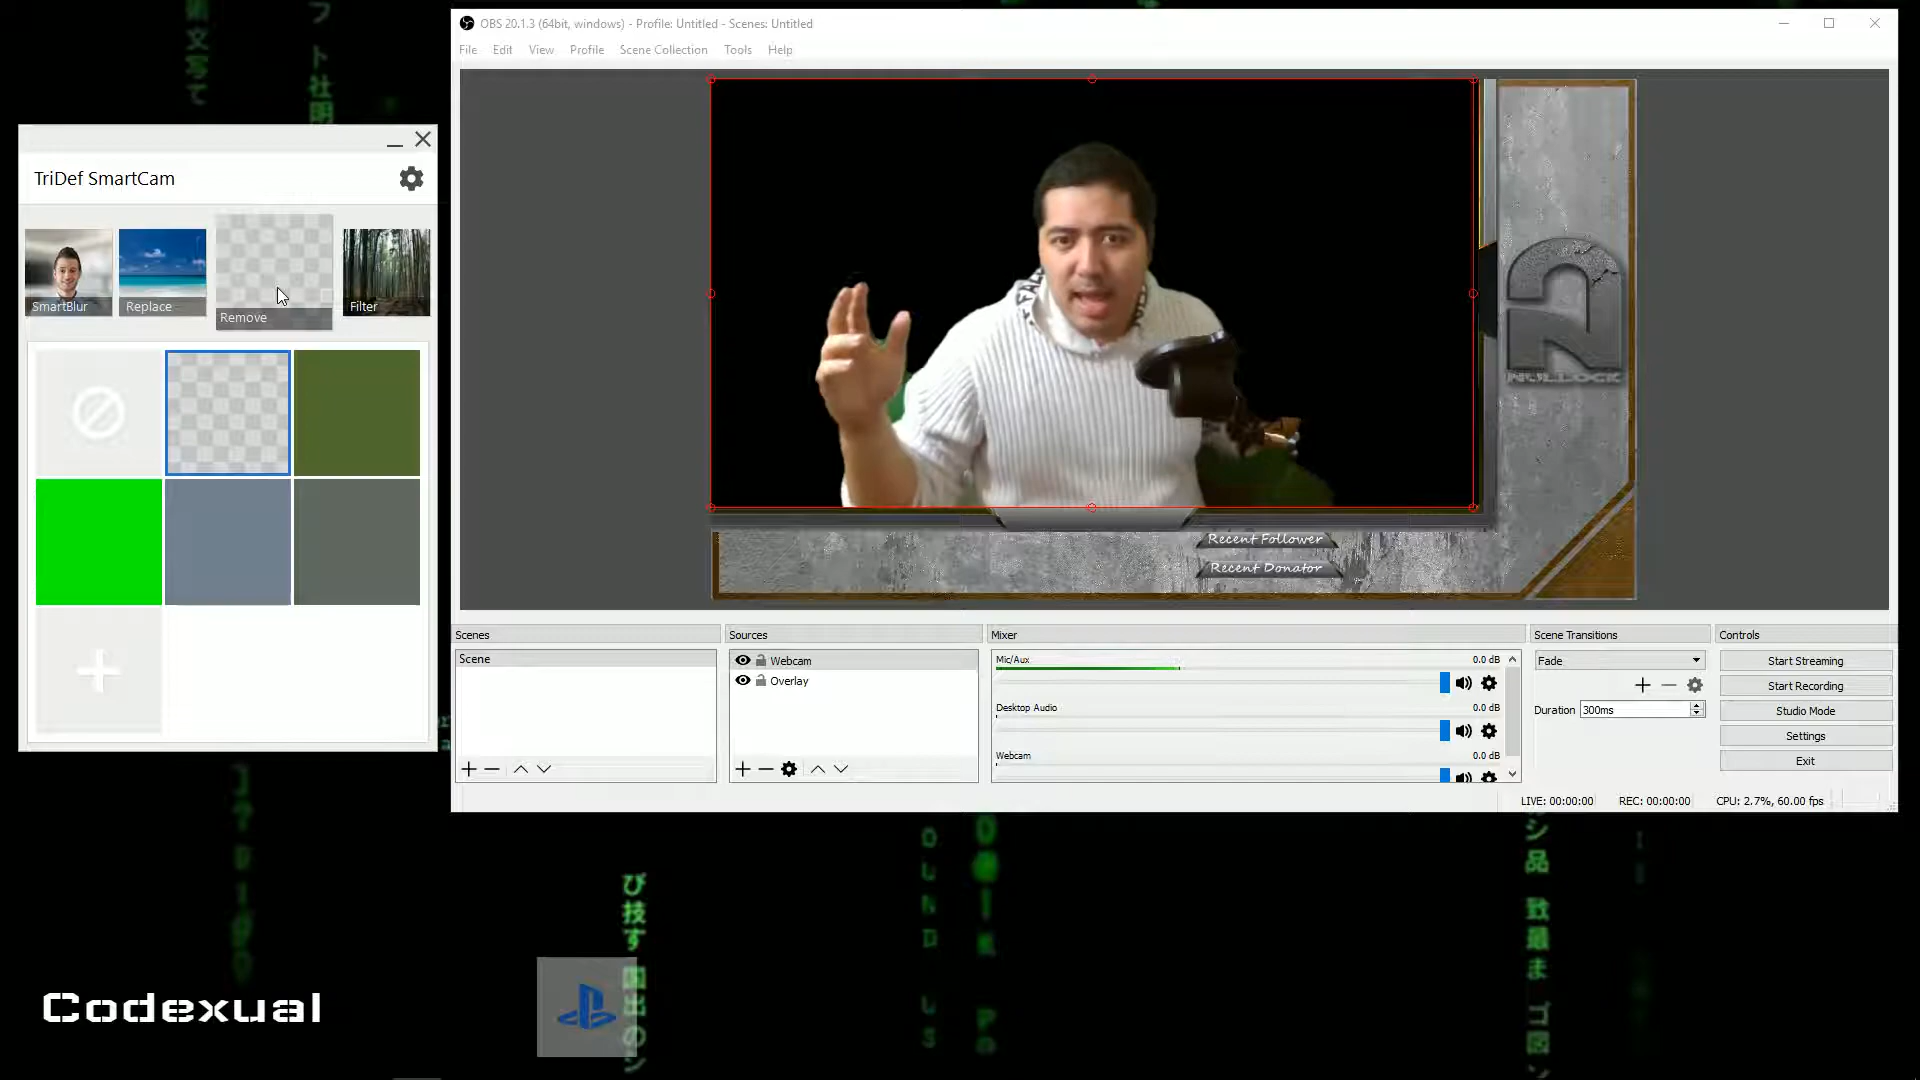 OBS 20.1.3 (64bit, windows) - Profile: Untitled - Scenes: Untitled
File Edit View Profile Scene Collection Tools Help
TriDef SmartCam
SmartBlur
Replace
Remove
Filter
2
NULLOCK
Recent Follower
Recent Donator
Scenes
Scene
Sources
Webcam
Overlay
Mixer
Mic/Aux 0.0 dB
Desktop Audio 0.0 dB
Webcam 0.0 dB
Scene Transitions
Fade
Duration 300ms
Controls
Start Streaming
Start Recording
Studio Mode
Settings
Exit
LIVE: 00:00:00 REC: 00:00:00 CPU: 2.7%, 60.00 fps
Codexual